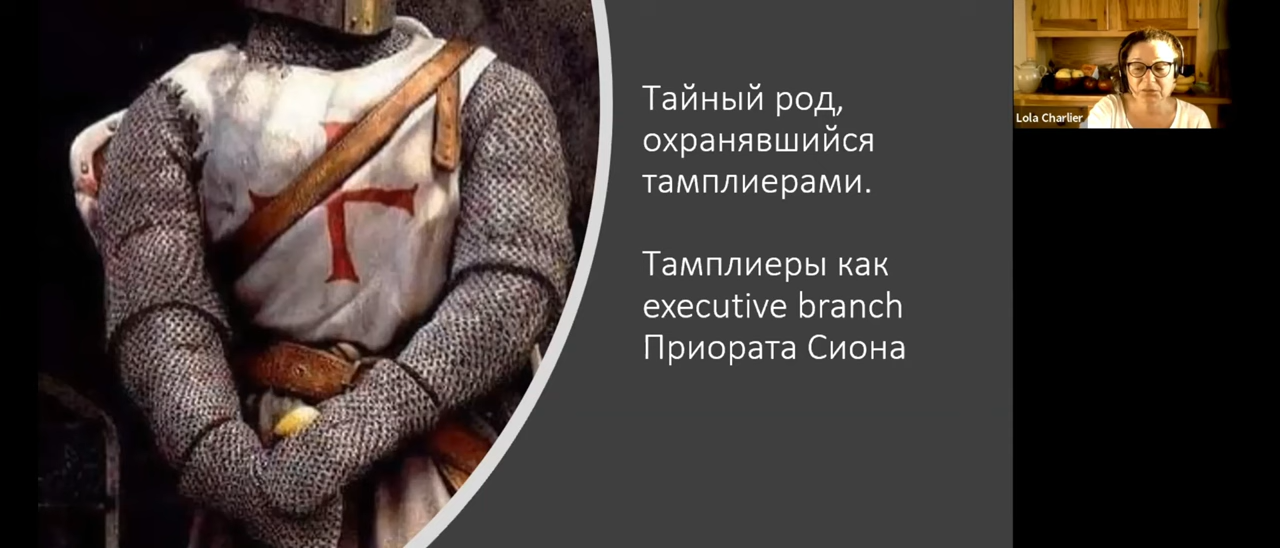 Тайный род,
охранявшийся
тамплиерами.
Тамплиеры как
executive branch
Приората Сиона
Lola Charlier